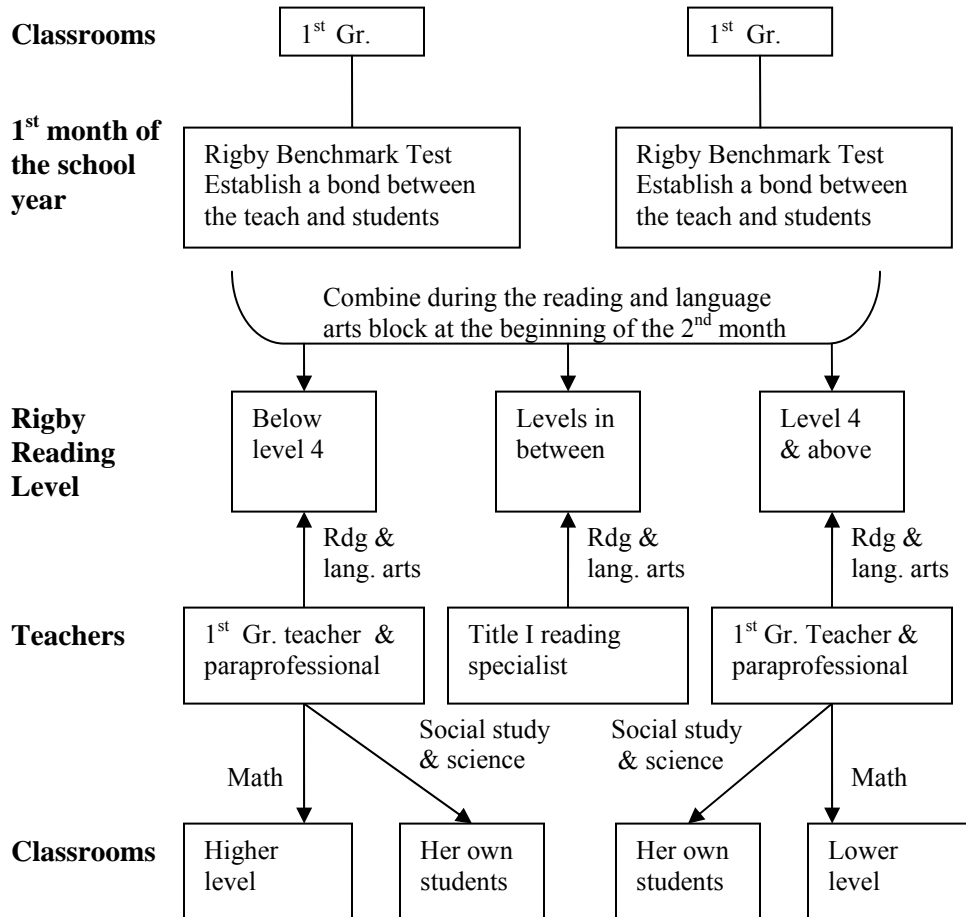 Classrooms
1st Gr.
1st Gr.
1st month of
the school
year
Rigby Benchmark Test
Establish a bond between
the teach and students
Rigby Benchmark Test
Establish a bond between
the teach and students
Combine during the reading and language
arts block at the beginning of the 2nd month
Rigby
Reading
Level
Below
level 4
Levels in
between
Level 4
& above
Rdg &
lang. arts
Rdg &
lang. arts
Rdg &
lang. arts
Teachers
1st Gr. teacher &
paraprofessional
Title I reading
specialist
1st Gr. Teacher &
paraprofessional
Math
Social study
& science
Social study
& science
Math
Classrooms
Higher
level
Her own
students
Her own
students
Lower
level